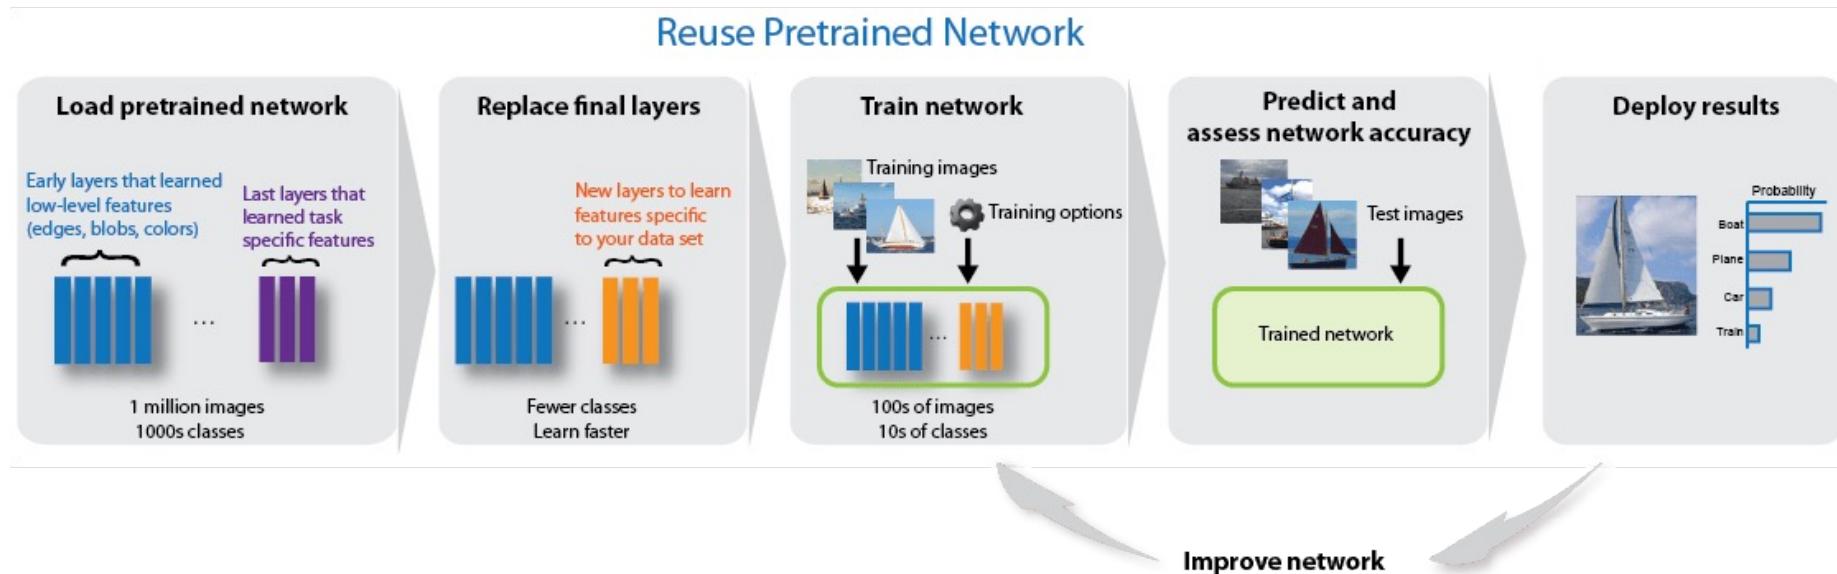 Reuse Pretrained Network
Load pretrained network
Early layers that learned
low-level features
(edges, blobs, colors)
Last layers that
learned task
specific features
...
1 million images
1000s classes
Replace final layers
New layers to learn
features specific
to your data set
...
Fewer classes
Learn faster
Train network
Training images
Training options
...
100s of images
10s of classes
Predict and
assess network accuracy
Test images
Trained network
Deploy results
Probability
Boat
Plane
Car
Train
Improve network